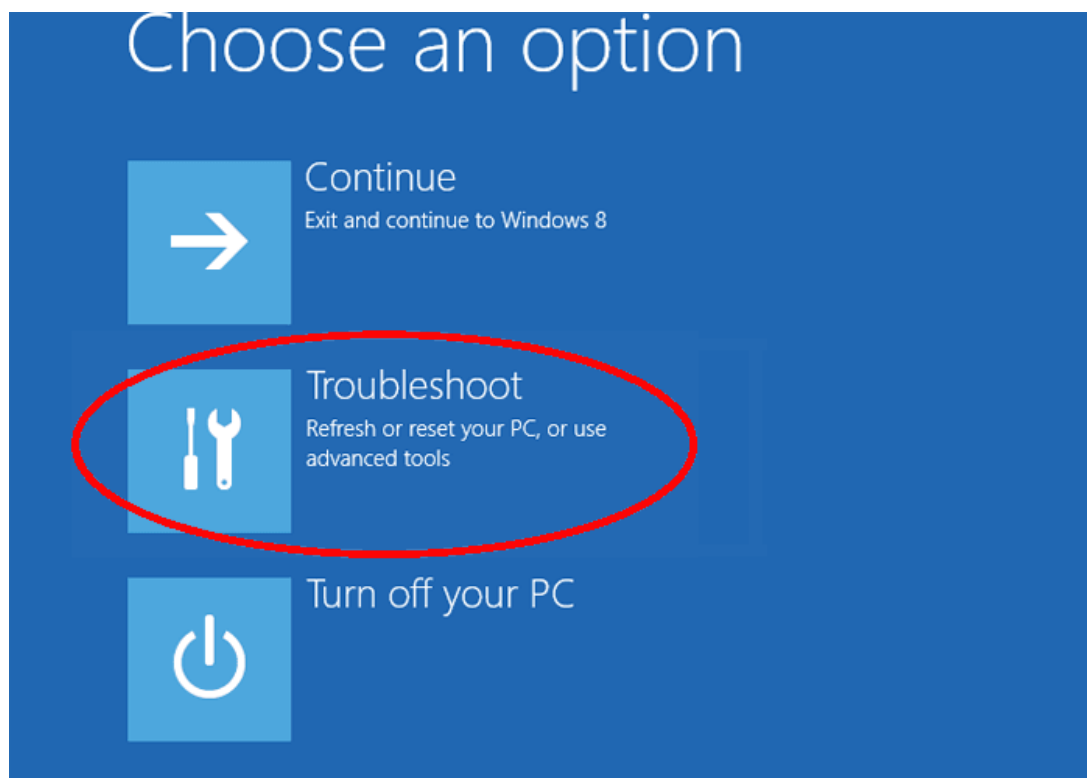 Choose an option
Continue
Exit and continue to Windows 8
Troubleshoot
Refresh or reset your PC, or use
advanced tools
Turn off your PC